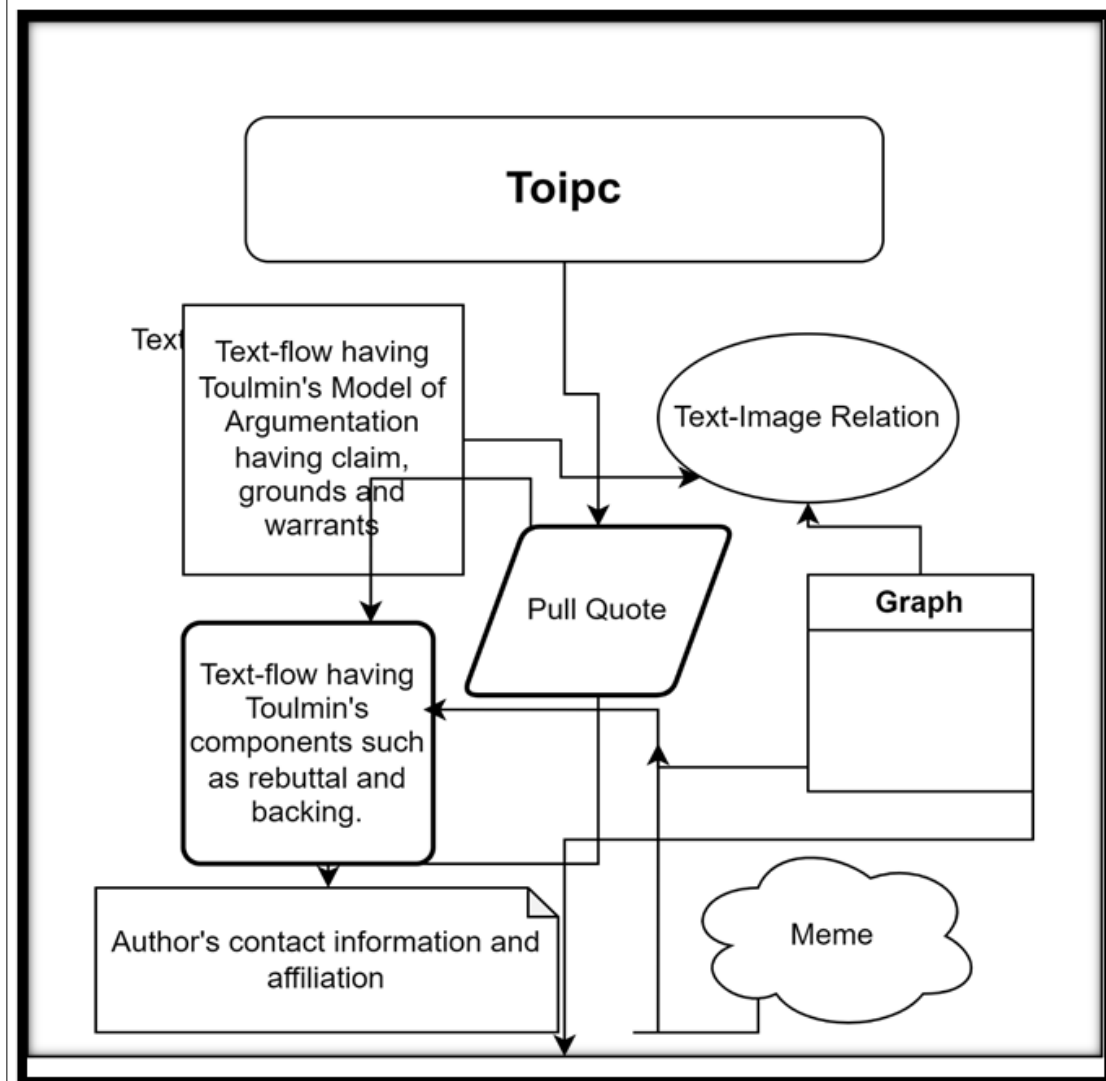 Toipc
Text
Text-flow having
Toulmin's Model of
Argumentation
having claim,
grounds and
warrants
Text-Image Relation
Pull Quote
Graph
Text-flow having
Toulmin's
components such
as rebuttal and
backing.
Meme
Author's contact information and
affiliation